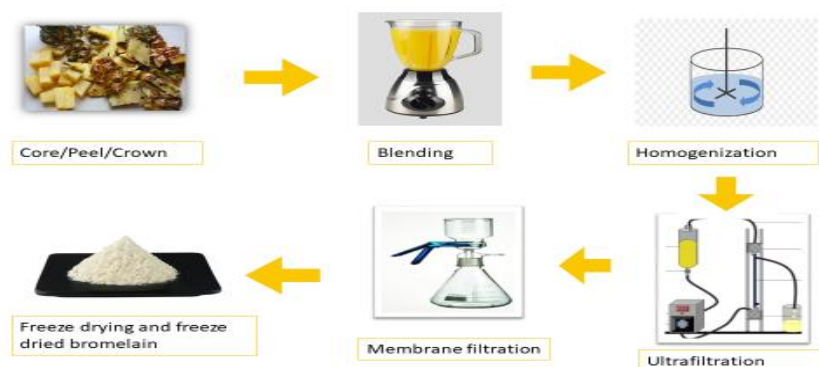 Core/Peel/Crown
Blending
Homogenization
Freeze drying and freeze
dried bromelain
Membrane filtration
Ultrafiltration